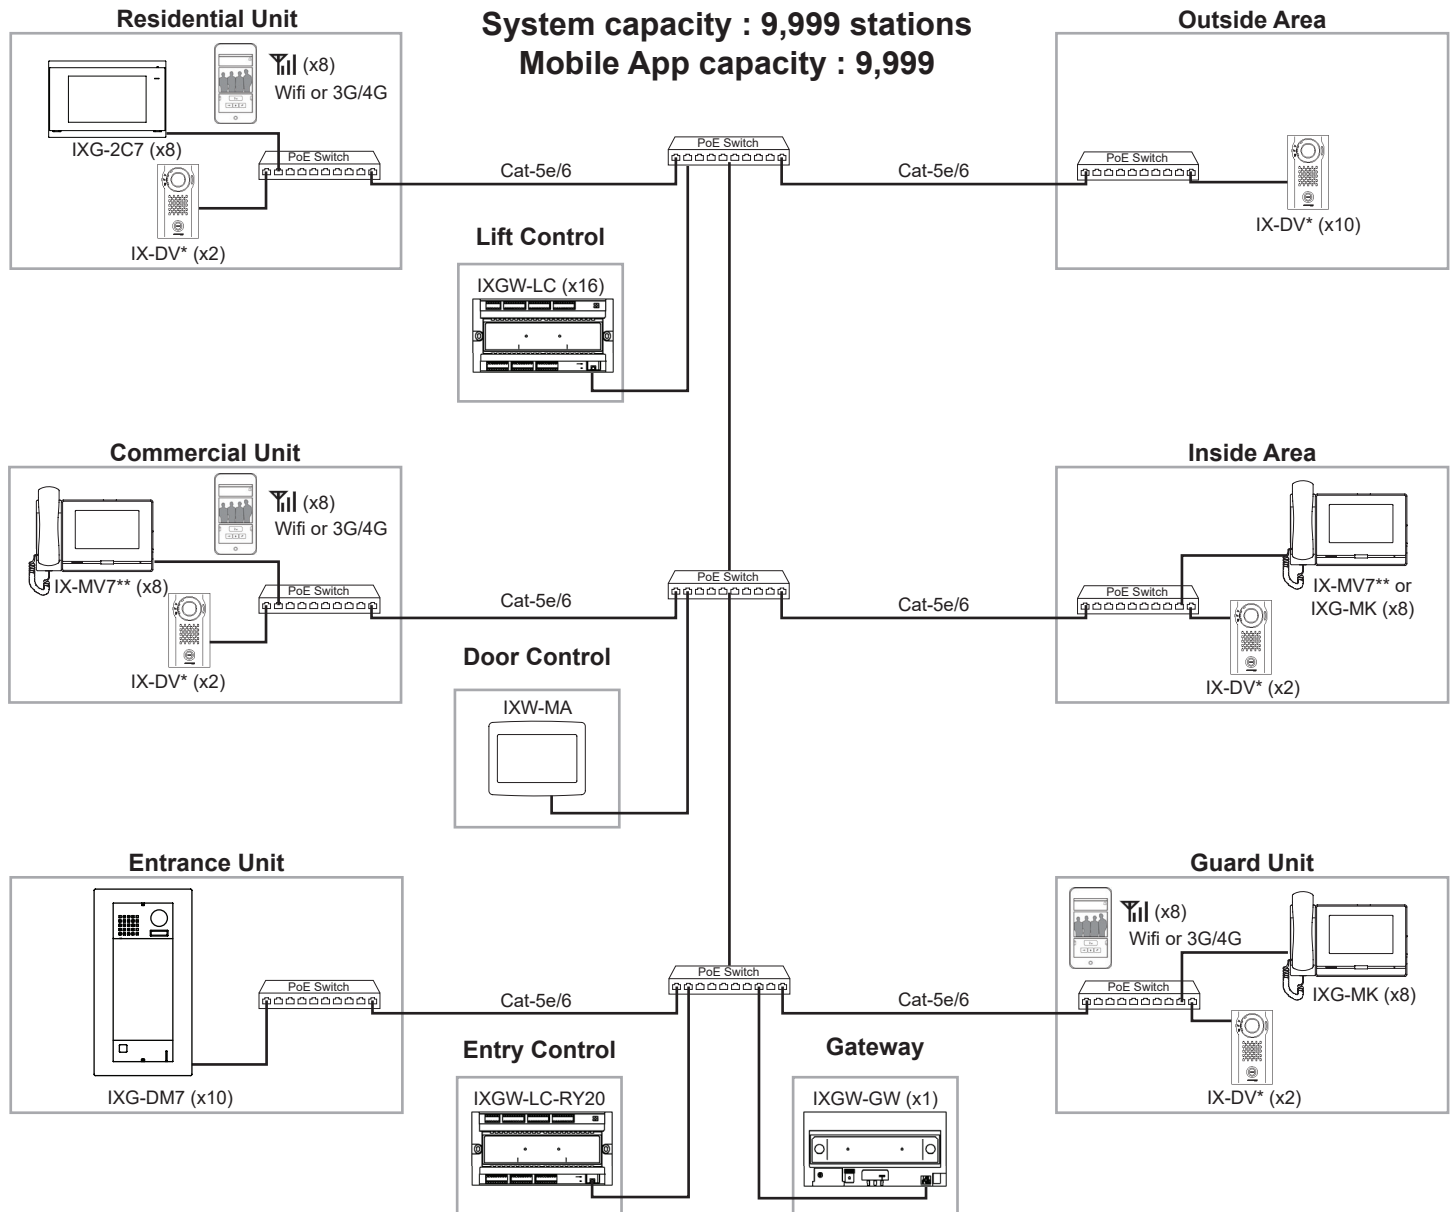 Residential Unit
System capacity : 9,999 stations
Mobile App capacity : 9,999
Outside Area
(x8)
Wifi or 3G/4G
IXG-2C7 (x8)
PoE Switch
IX-DV* (x2)
Cat-5e/6
PoE Switch
Cat-5e/6
PoE Switch
IX-DV* (x10)
Lift Control
IXGW-LC (x16)
Commercial Unit
(x8)
Wifi or 3G/4G
IX-MV7** (x8)
PoE Switch
IX-DV* (x2)
Cat-5e/6
PoE Switch
Cat-5e/6
Inside Area
PoE Switch
IX-MV7** or
IXG-MK (x8)
IX-DV* (x2)
Door Control
IXW-MA
Entrance Unit
PoE Switch
IXG-DM7 (x10)
Cat-5e/6
PoE Switch
Cat-5e/6
Guard Unit
(x8)
Wifi or 3G/4G
PoE Switch
IXG-MK (x8)
IX-DV* (x2)
Entry Control
IXGW-LC-RY20
Gateway
IXGW-GW (x1)